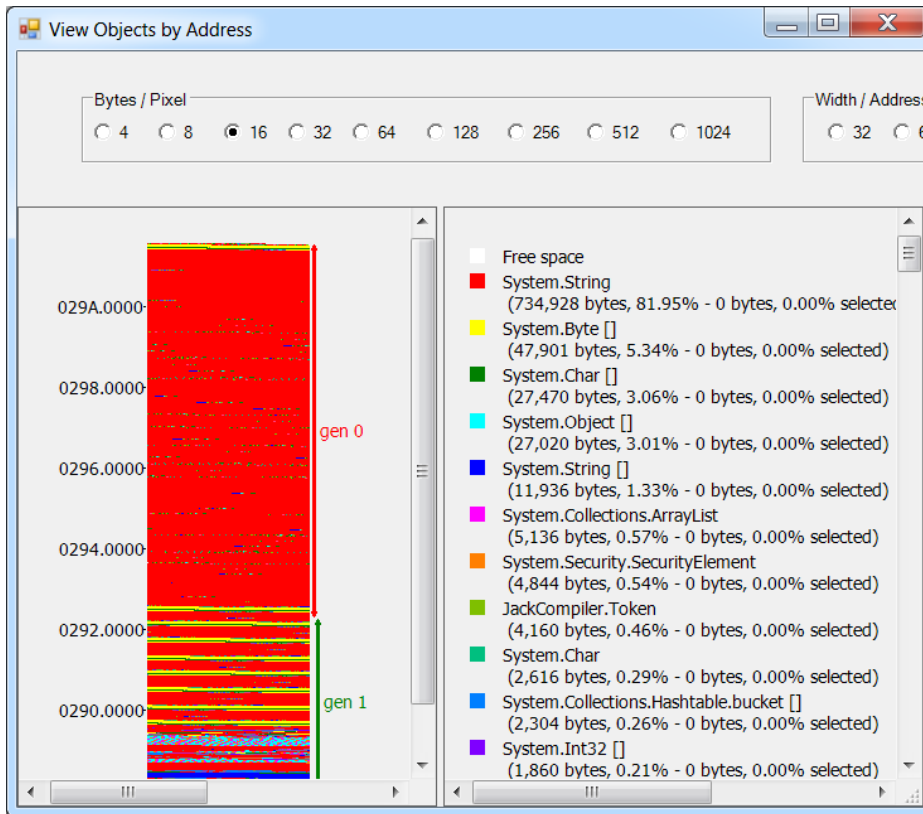 View Objects by Address
Bytes / Pixel
4 8 16 32 64 128 256 512 1024
Width / Address
32 6
029A.0000
0298.0000
0296.0000
0294.0000
0292.0000
0290.0000
gen 0
gen 1
Free space
System.String
(734,928 bytes, 81.95% - 0 bytes, 0.00% selected
System.Byte []
(47,901 bytes, 5.34% - 0 bytes, 0.00% selected)
System.Char []
(27,470 bytes, 3.06% - 0 bytes, 0.00% selected)
System.Object []
(27,020 bytes, 3.01% - 0 bytes, 0.00% selected)
System.String []
(11,936 bytes, 1.33% - 0 bytes, 0.00% selected)
System.Collections.ArrayList
(5,136 bytes, 0.57% - 0 bytes, 0.00% selected)
System.Security.SecurityElement
(4,844 bytes, 0.54% - 0 bytes, 0.00% selected)
JackCompiler.Token
(4,160 bytes, 0.46% - 0 bytes, 0.00% selected)
System.Char
(2,616 bytes, 0.29% - 0 bytes, 0.00% selected)
System.Collections.Hashtable.bucket []
(2,304 bytes, 0.26% - 0 bytes, 0.00% selected)
System.Int32 []
(1,860 bytes, 0.21% - 0 bytes, 0.00% selected)